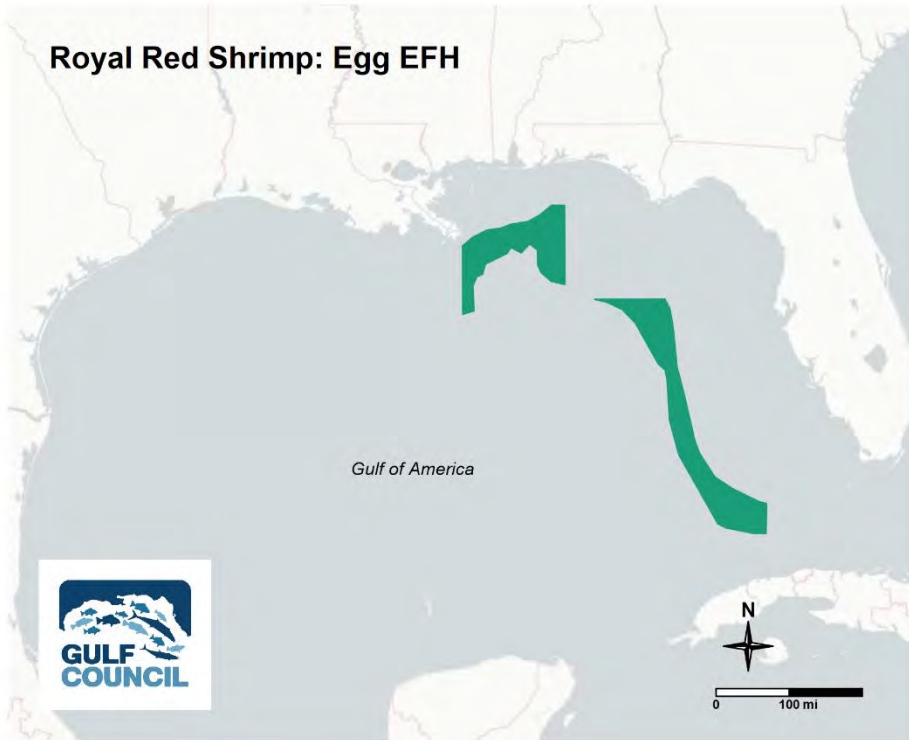 Royal Red Shrimp: Egg EFH
Gulf of America
GULF
COUNCIL
N
0 100 mi